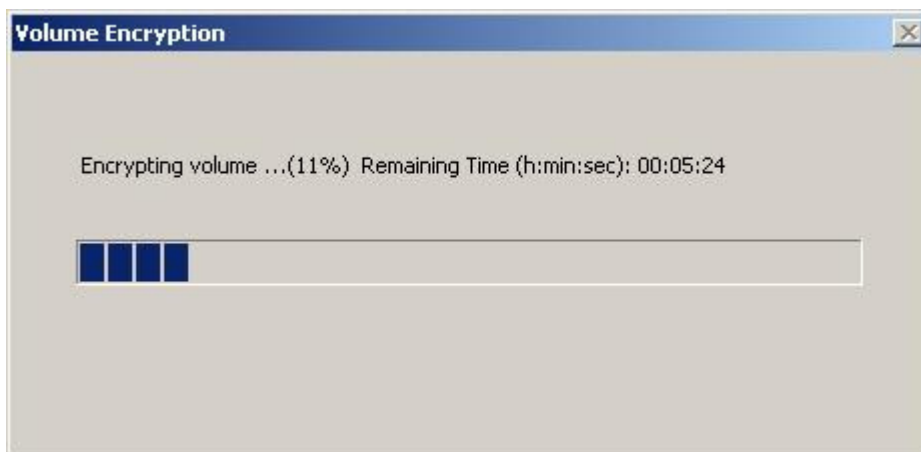 Volume Encryption
Encrypting volume ...(11%) Remaining Time (h:min:sec): 00:05:24